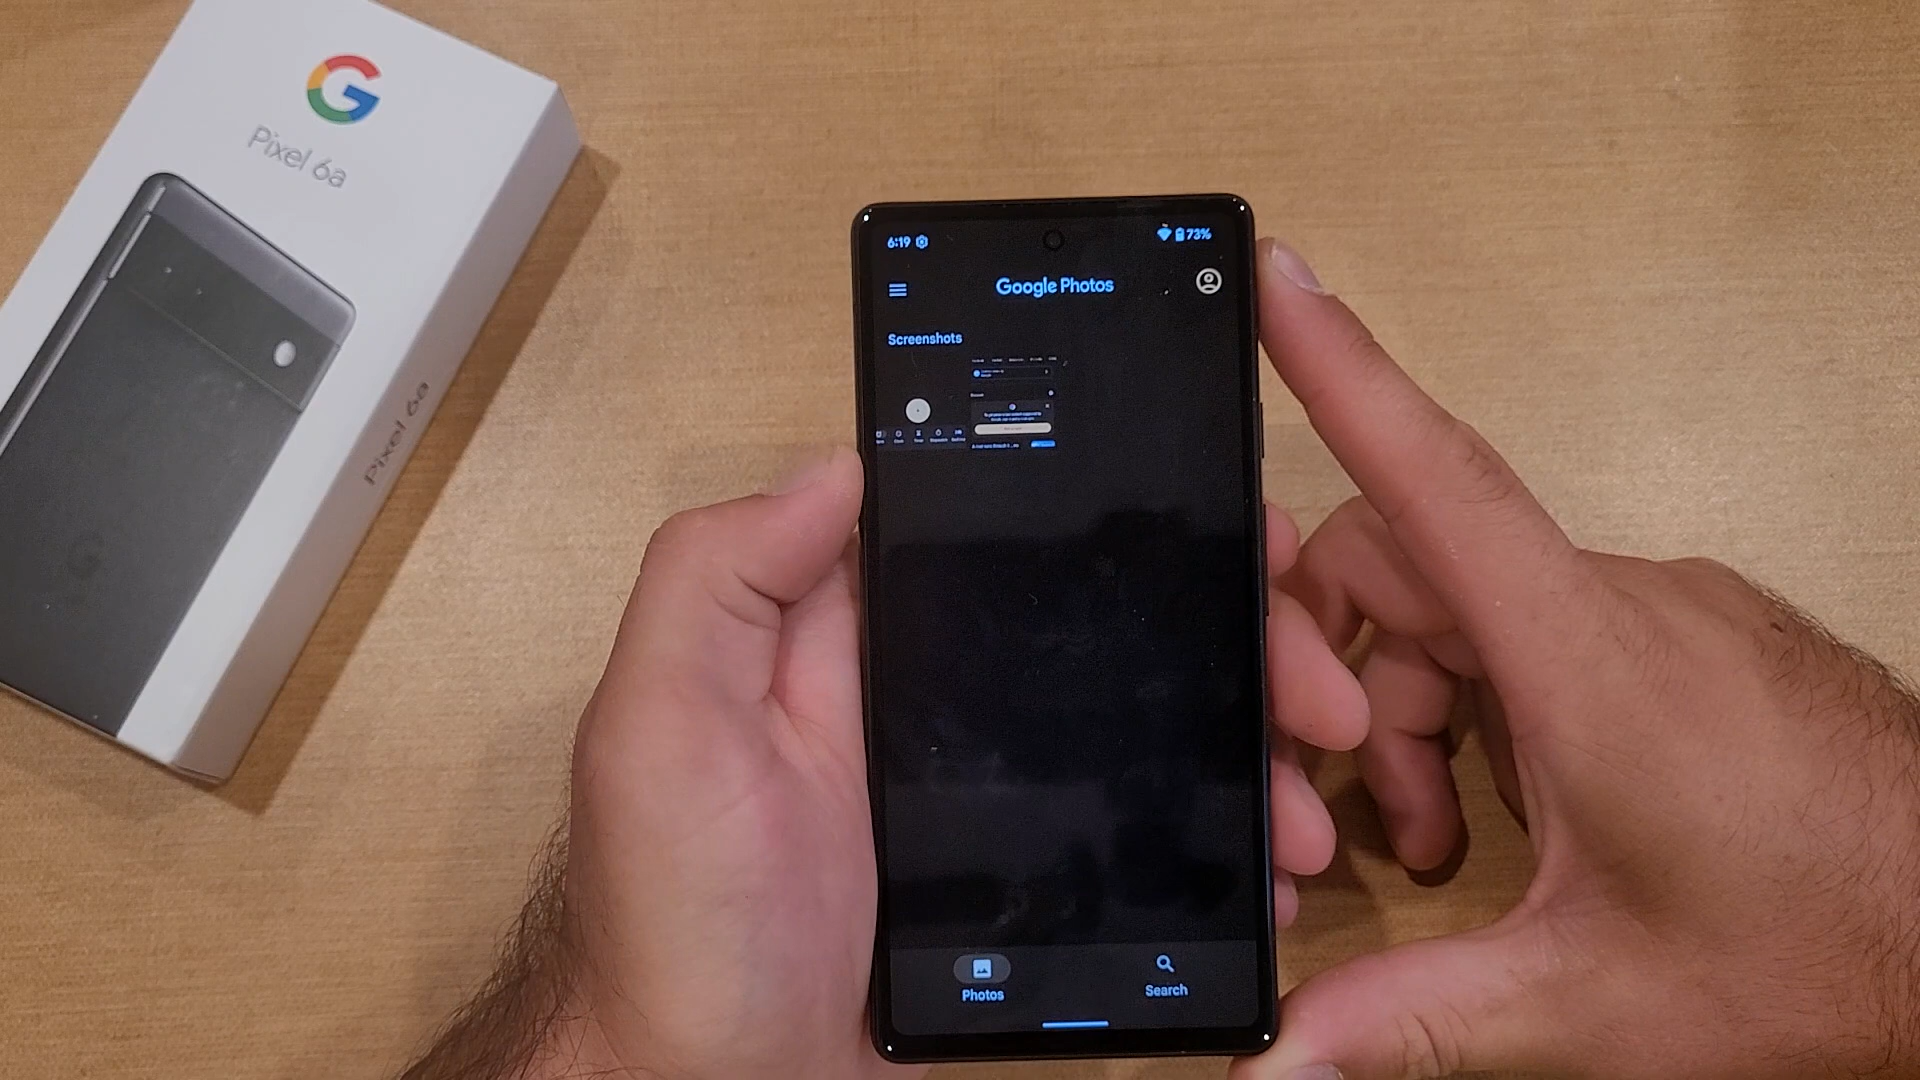 G
Pixel 6a
Pixel 6a
6:19
73%
Google Photos
Screenshots
Photos
Search